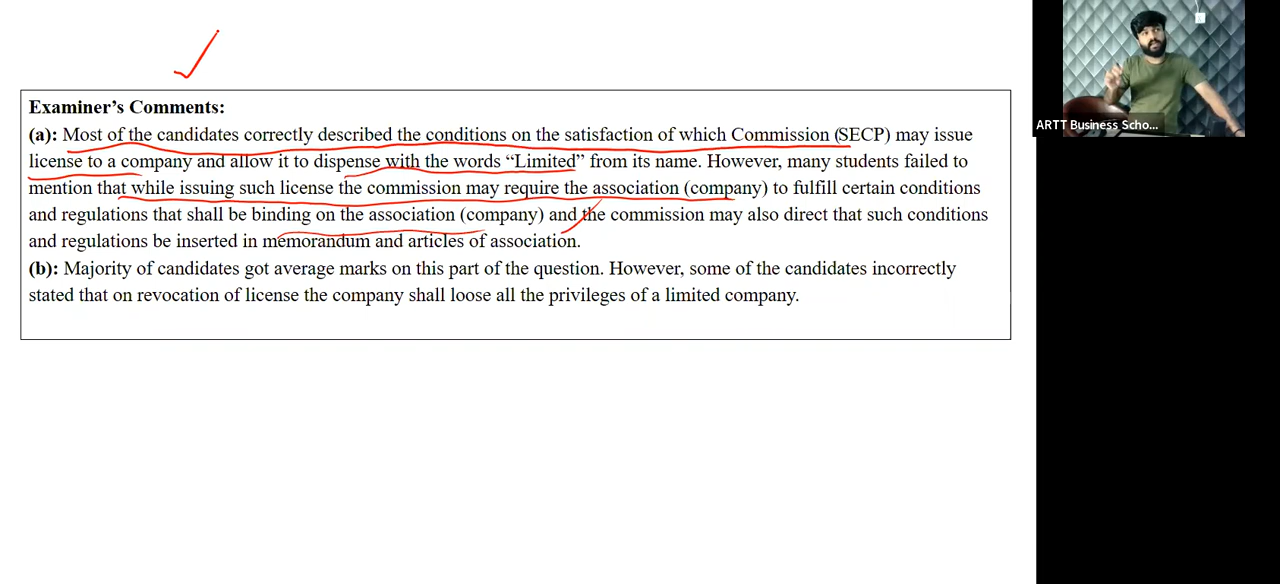 Examiner's Comments:
(a): Most of the candidates correctly described the conditions on the satisfaction of which Commission (SECP) may issue
license to a company and allow it to dispense with the words “Limited” from its name. However, many students failed to
mention that while issuing such license the commission may require the association (company) to fulfill certain conditions
and regulations that shall be binding on the association (company) and the commission may also direct that such conditions
and regulations be inserted in memorandum and articles of association.
(b): Majority of candidates got average marks on this part of the question. However, some of the candidates incorrectly
stated that on revocation of license the company shall loose all the privileges of a limited company.
ARTT Business Scho...